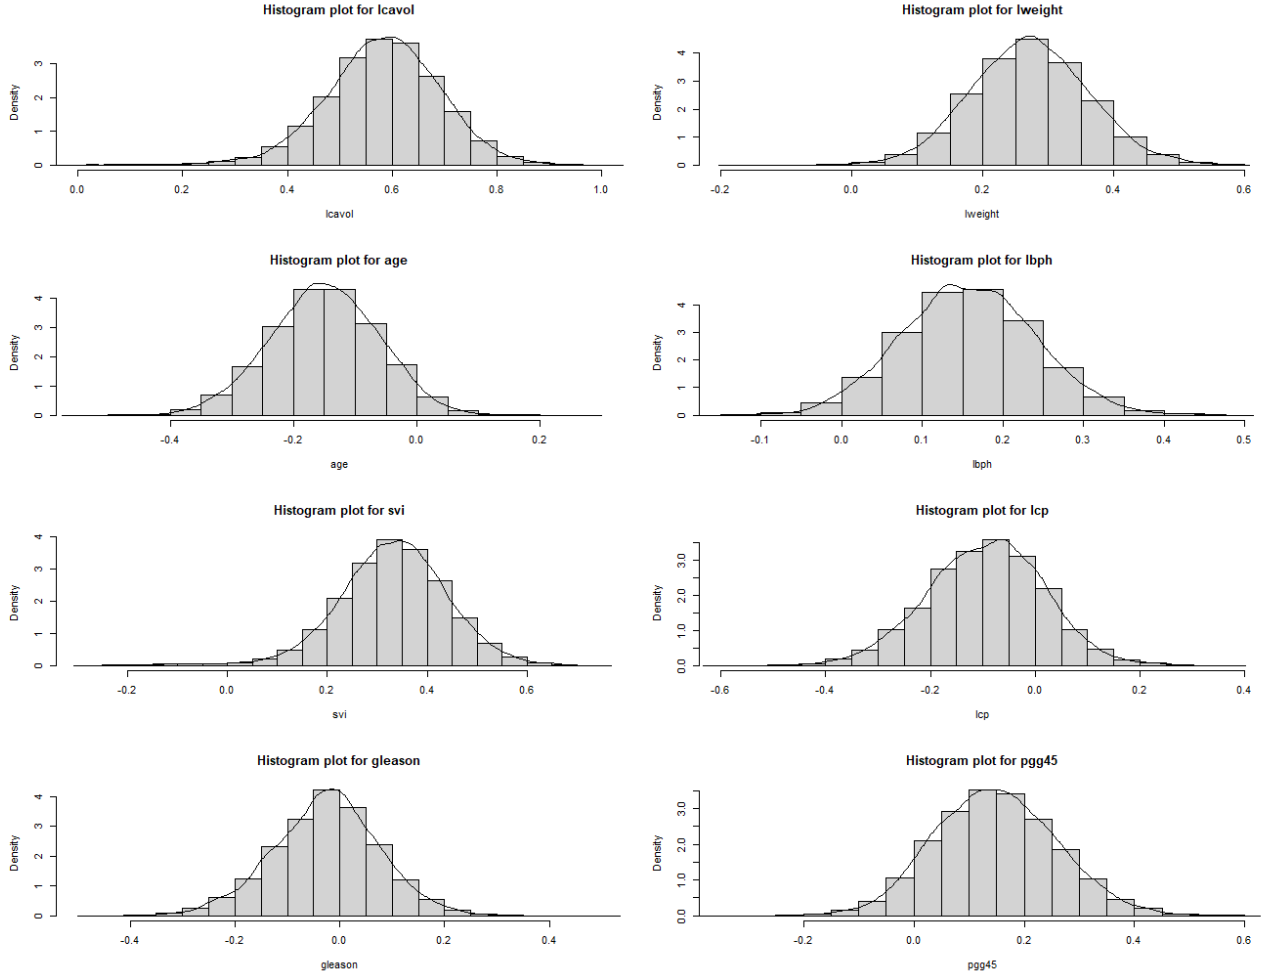 Histogram plot for lcavol
Density
0 1 2 3
0.0 0.2 0.4 0.6 0.8 1.0
lcavol
Histogram plot for lweight
Density
0 1 2 3 4
-0.2 0.0 0.2 0.4 0.6
lweight
Histogram plot for age
Density
0 1 2 3 4
-0.4 -0.2 0.0 0.2
age
Histogram plot for lbph
Density
0 1 2 3 4
-0.1 0.0 0.1 0.2 0.3 0.4 0.5
lbph
Histogram plot for svi
Density
0 1 2 3 4
-0.2 0.0 0.2 0.4 0.6
svi
Histogram plot for lcp
Density
0.0 1.0 2.0 3.0
-0.6 -0.4 -0.2 0.0 0.2 0.4
lcp
Histogram plot for gleason
Density
0 1 2 3 4
-0.4 -0.2 0.0 0.2 0.4
gleason
Histogram plot for pgg45
Density
0.0 1.0 2.0 3.0
-0.2 0.0 0.2 0.4 0.6
pgg45